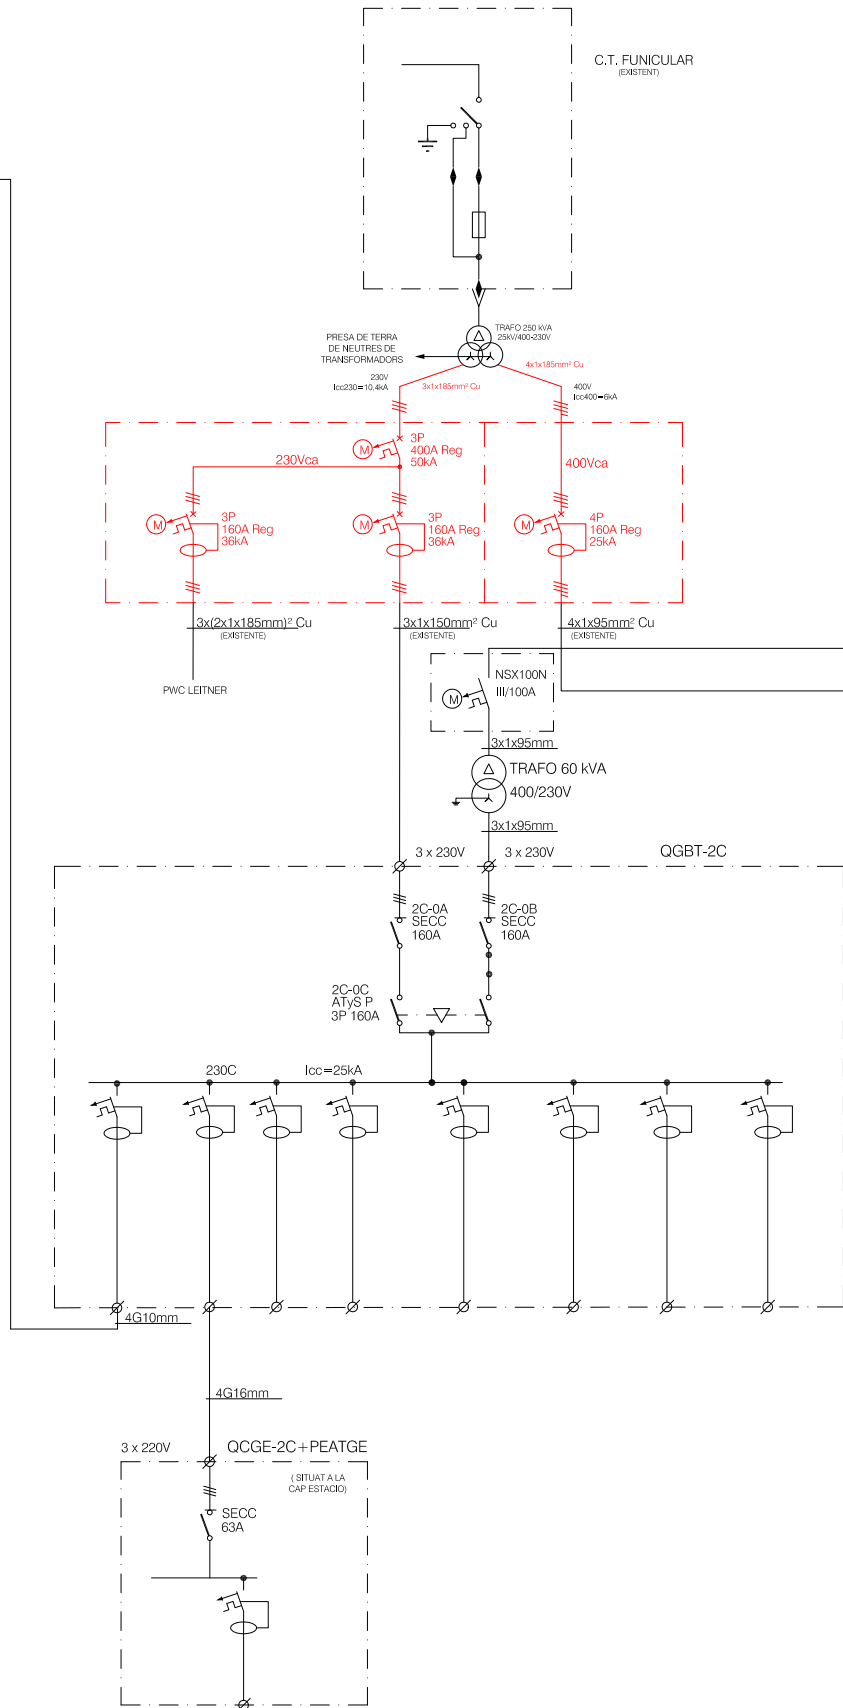 C.T. FUNICULAR
(EXISTENT)
TRAFO 250 kVA
25kV/400-230V
PRESA DE TERRA
DE NEUTRES DE
TRANSFORMADORS
4x1x185mm² Cu
230V
Icc230=10,4kA
3x1x185mm² Cu
400V
Icc400=6kA
M
3P
400A Reg
50kA
230Vca
400Vca
M
3P
160A Reg
36kA
M
3P
160A Reg
36kA
M
4P
160A Reg
25kA
3x(2x1x185mm)² Cu
(EXISTENTE)
3x1x150mm² Cu
(EXISTENTE)
4x1x95mm² Cu
(EXISTENTE)
PWC LEITNER
NSX100N
III/100A
M
3x1x95mm
TRAFO 60 kVA
400/230V
3x1x95mm
3 x 230V
3 x 230V
QGBT-2C
2C-0A
SECC
160A
2C-0B
SECC
160A
2C-0C
ATyS P
3P 160A
230C
Icc=25kA
4G10mm
4G16mm
3 x 220V
QCGE-2C+PEATGE
( SITUAT A LA
CAP ESTACIO)
SECC
63A